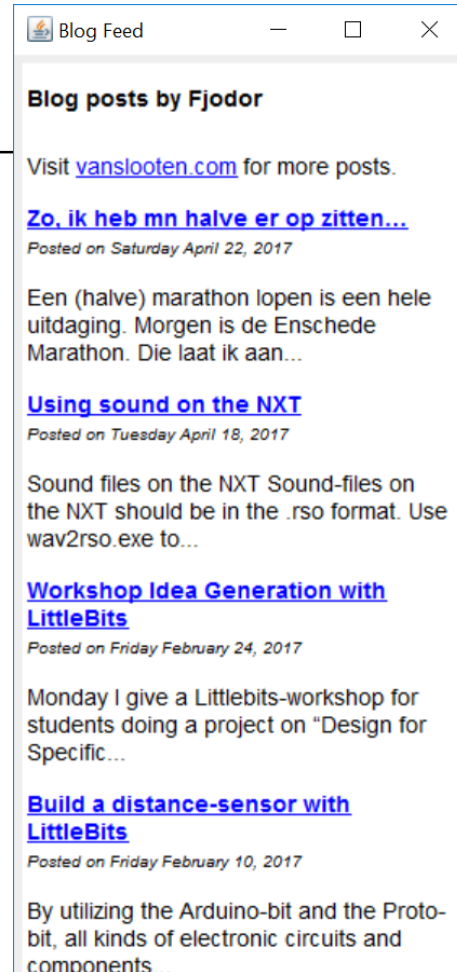 Blog Feed
Blog posts by Fjodor
Visit vanslooten.com for more posts.
Zo, ik heb mn halve er op zitten…
Posted on Saturday April 22, 2017
Een (halve) marathon lopen is een hele
uitdaging. Morgen is de Enschede
Marathon. Die laat ik aan...
Using sound on the NXT
Posted on Tuesday April 18, 2017
Sound files on the NXT Sound-files on
the NXT should be in the .rso format. Use
wav2rso.exe to...
Workshop Idea Generation with
LittleBits
Posted on Friday February 24, 2017
Monday I give a Littlebits-workshop for
students doing a project on “Design for
Specific...
Build a distance-sensor with
LittleBits
Posted on Friday February 10, 2017
By utilizing the Arduino-bit and the Proto-
bit, all kinds of electronic circuits and
components...